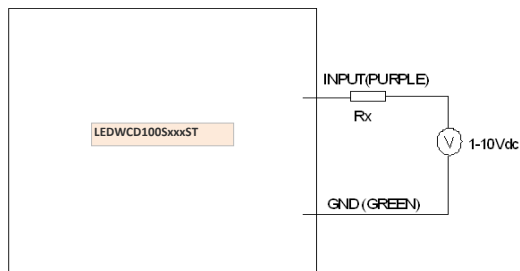 INPUT(PURPLE)
Rx
LEDWCD100SxxxST
V
1-10Vdc
GND(GREEN)